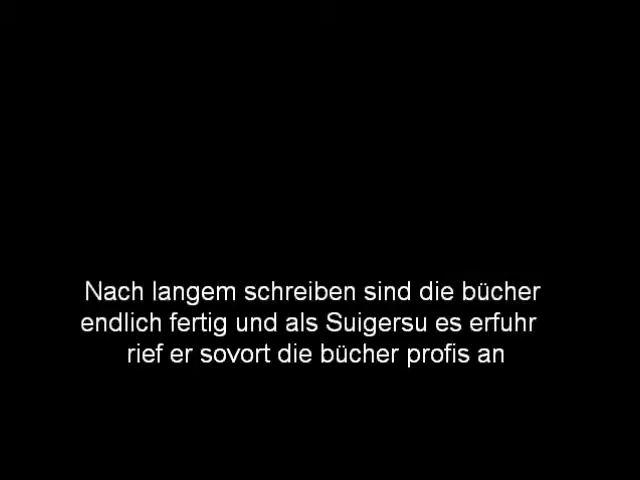 Nach langem schreiben sind die bücher
endlich fertig und als Suigersu es erfuhr
rief er sovort die bücher profis an